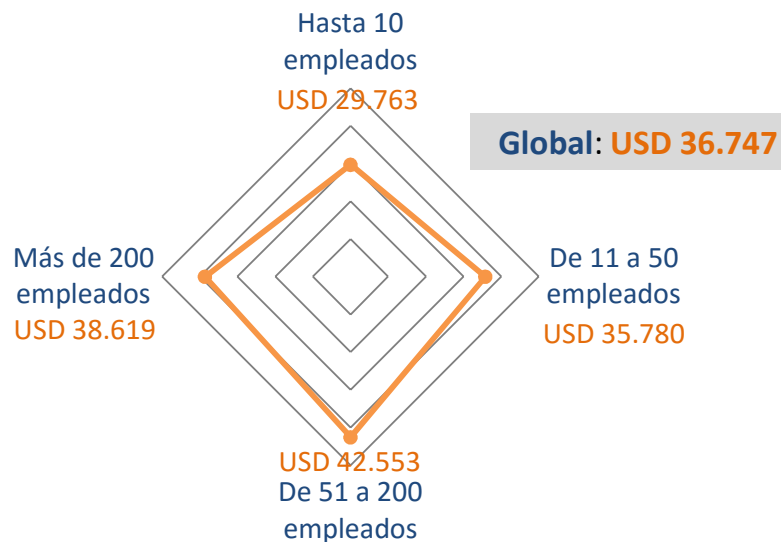 Hasta 10
empleados
USD 29.763
Global: USD 36.747
Más de 200
empleados
USD 38.619
De 11 a 50
empleados
USD 35.780
USD 42.553
De 51 a 200
empleados